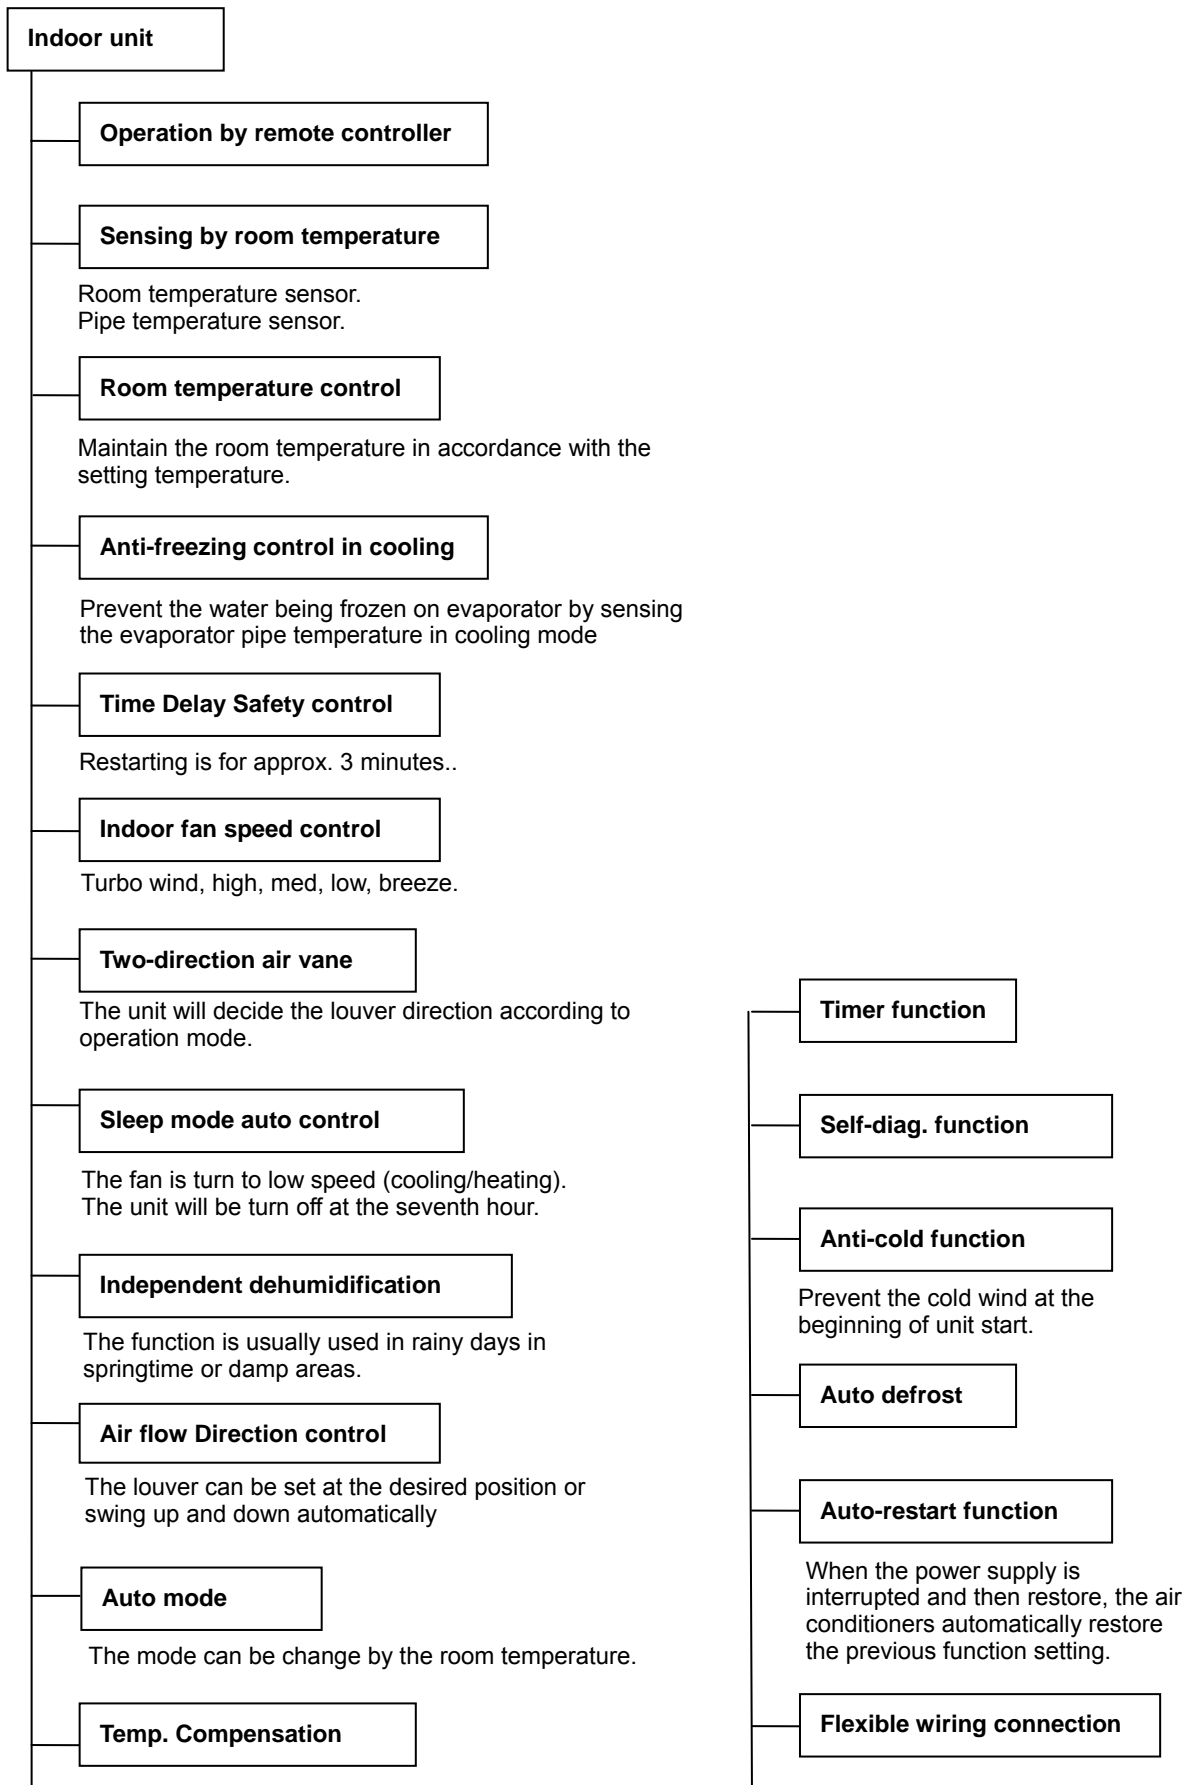 Indoor unit
Operation by remote controller
Sensing by room temperature
Room temperature sensor.
Pipe temperature sensor.
Room temperature control
Maintain the room temperature in accordance with the
setting temperature.
Anti-freezing control in cooling
Prevent the water being frozen on evaporator by sensing
the evaporator pipe temperature in cooling mode
Time Delay Safety control
Restarting is for approx. 3 minutes..
Indoor fan speed control
Turbo wind, high, med, low, breeze.
Two-direction air vane
The unit will decide the louver direction according to
operation mode.
Sleep mode auto control
The fan is turn to low speed (cooling/heating).
The unit will be turn off at the seventh hour.
Independent dehumidification
The function is usually used in rainy days in
springtime or damp areas.
Air flow Direction control
The louver can be set at the desired position or
swing up and down automatically
Auto mode
The mode can be change by the room temperature.
Temp. Compensation
Timer function
Self-diag. function
Anti-cold function
Prevent the cold wind at the
beginning of unit start.
Auto defrost
Auto-restart function
When the power supply is
interrupted and then restore, the air
conditioners automatically restore
the previous function setting.
Flexible wiring connection